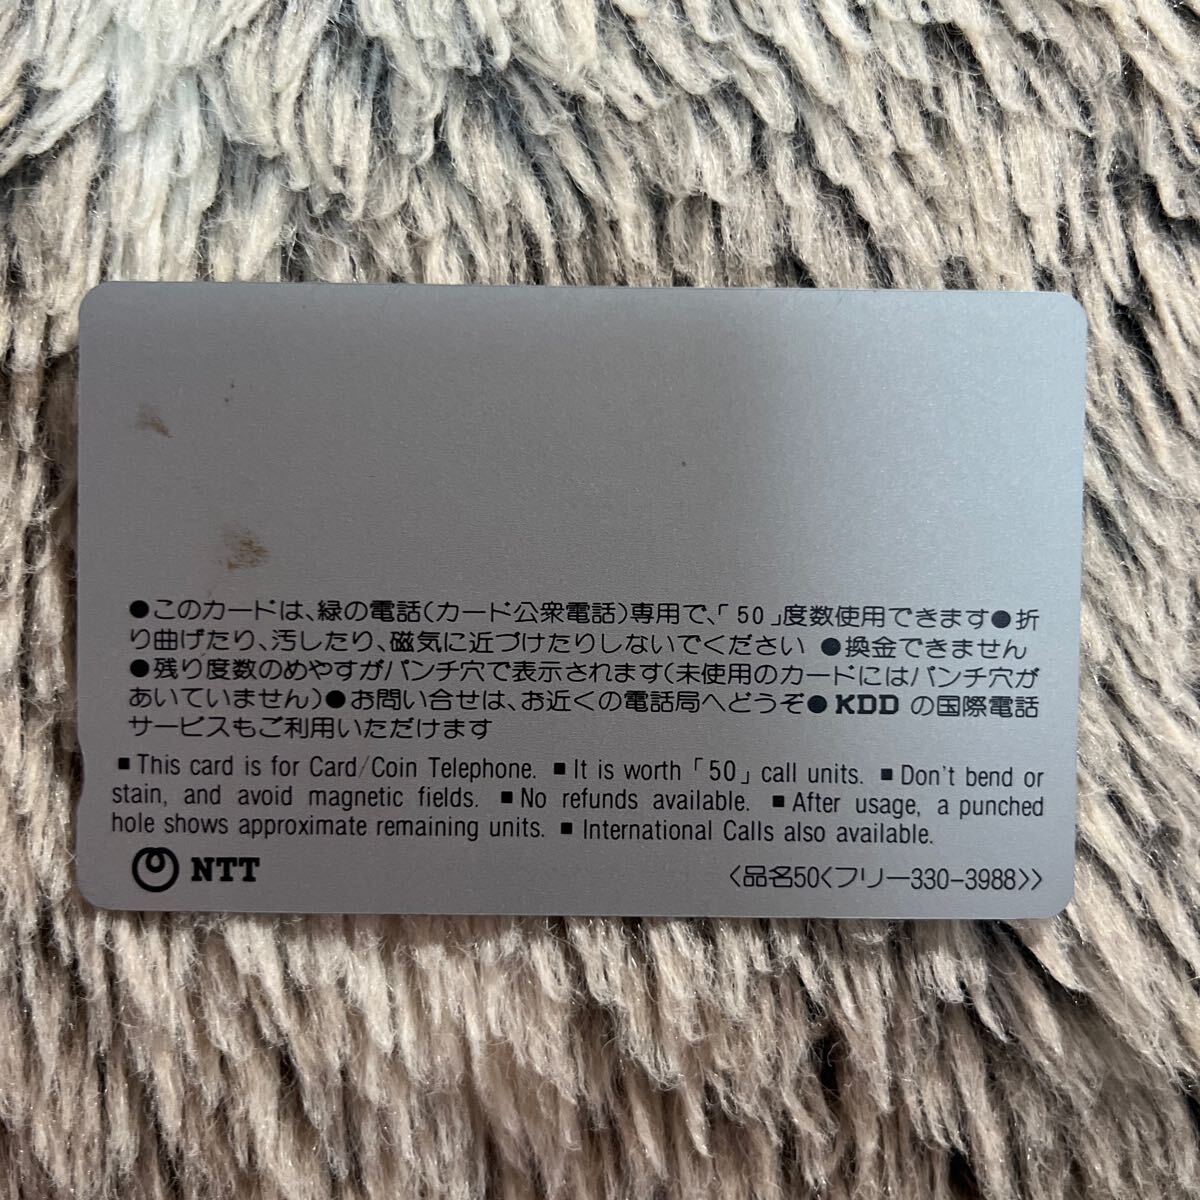 ●このカードは、緑の電話(カード公衆電話)専用で、「50」度数使用できます●折
り曲げたり、汚したり、磁気に近づけたりしないでください ●換金できません
●残り度数のめやすがパンチ穴で表示されます(未使用のカードにはパンチ穴が
あいていません)●お問い合せは、お近くの電話局へどうぞ● KDD の国際電話
サービスもご利用いただけます
■ This card is for Card/Coin Telephone. ■ It is worth「50」call units. ■ Don't bend or
stain, and avoid magnetic fields. ■ No refunds available. ■ After usage, a punched
hole shows approximate remaining units. ■ International Calls also available.
NTT
〈品名50〈フリー330-3988〉〉